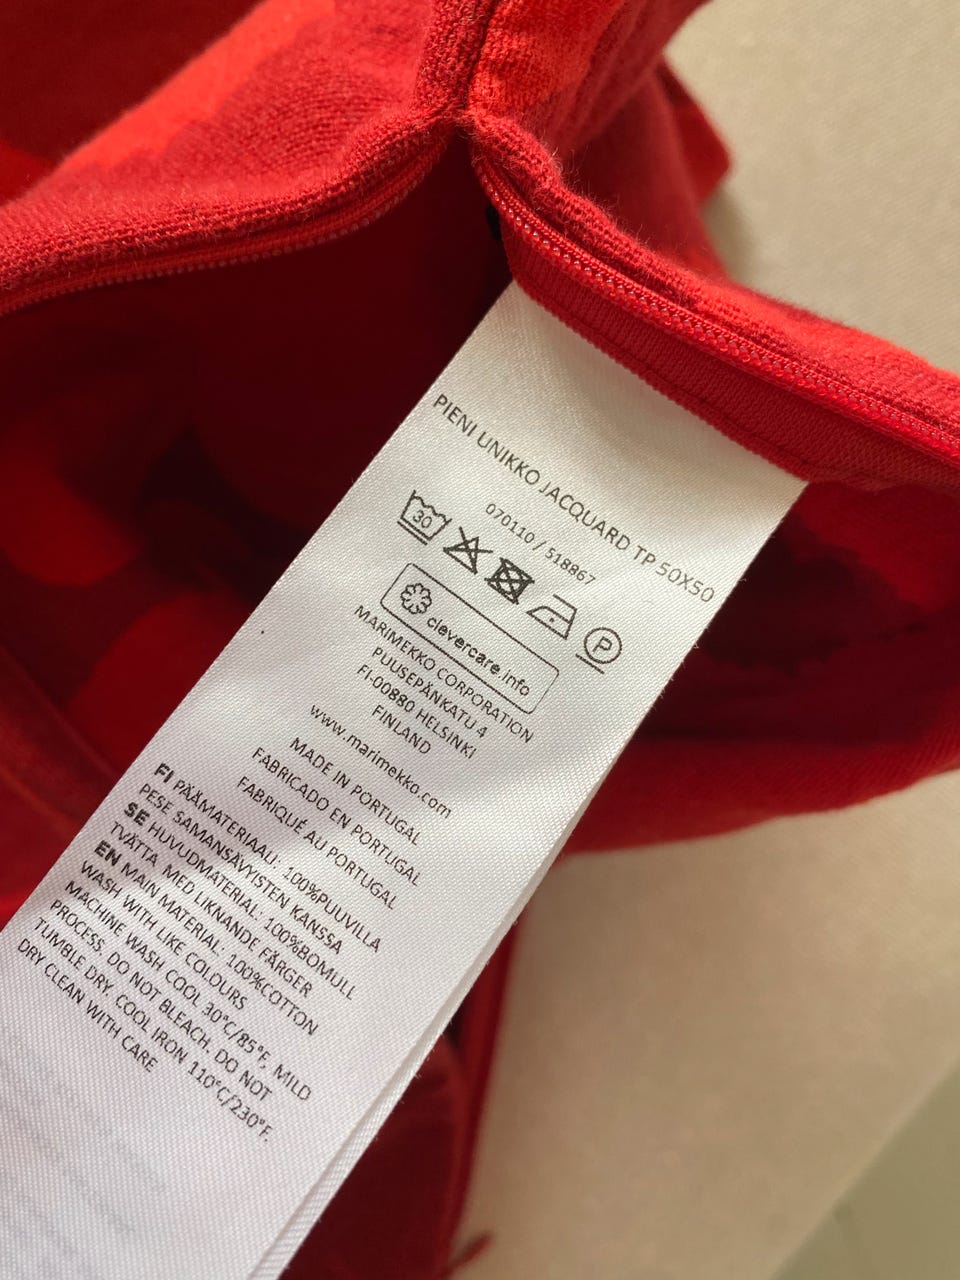 PIENI UNIKKO JACQUARD TP 50X50
070110 / 518867
30
P
clevercare.info
MARIMEKKO CORPORATION
PUUSEPÄNKATU 4
FI-00880 HELSINKI
FINLAND
www.marimekko.com
MADE IN PORTUGAL
FABRICADO EN PORTUGAL
FABRIQUÉ AU PORTUGAL
FI PÄÄMATERIAALI: 100%PUUVILLA
PESE SAMANSÄVYISTEN KANSSA
SE HUVUDMATERIAL: 100%BOMULL
TVÄTTA MED LIKNANDE FÄRGER
EN MAIN MATERIAL: 100%COTTON
WASH WITH LIKE COLOURS
MACHINE WASH COOL 30°C/85°F, MILD
PROCESS. DO NOT BLEACH. DO NOT
TUMBLE DRY. COOL IRON 110°C/230°F.
DRY CLEAN WITH CARE